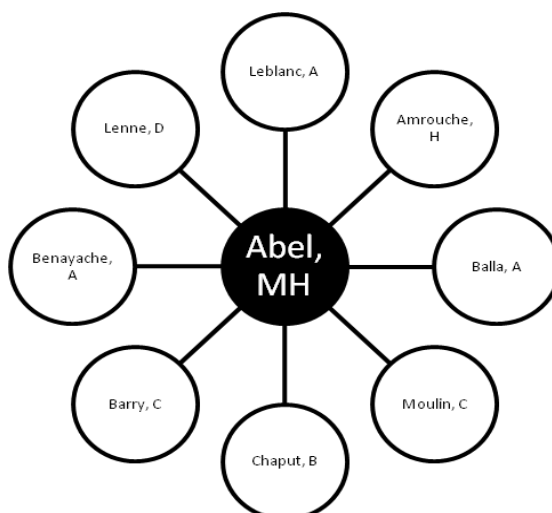 Leblanc, A
Lenne, D
Amrouche,
H
Abel,
MH
Benayache,
A
Balla, A
Barry, C
Moulin, C
Chaput, B